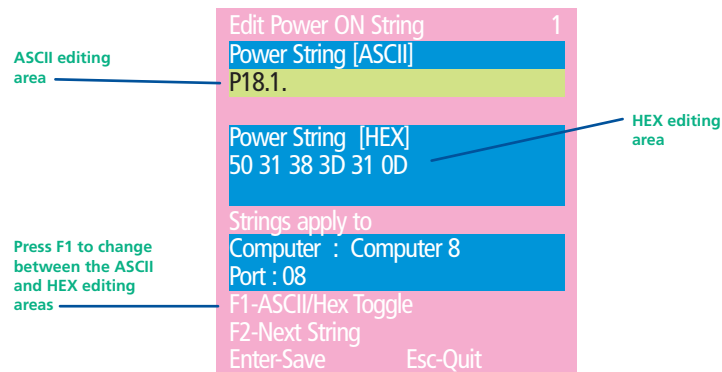 Edit Power ON String 1
Power String [ASCII]
ASCII editing
area
P18.1.
HEX editing
area
Power String [HEX]
50 31 38 3D 31 0D
Strings apply to
Computer : Computer 8
Port : 08
Press F1 to change
between the ASCII
and HEX editing
areas
F1-ASCII/Hex Toggle
F2-Next String
Enter-Save Esc-Quit